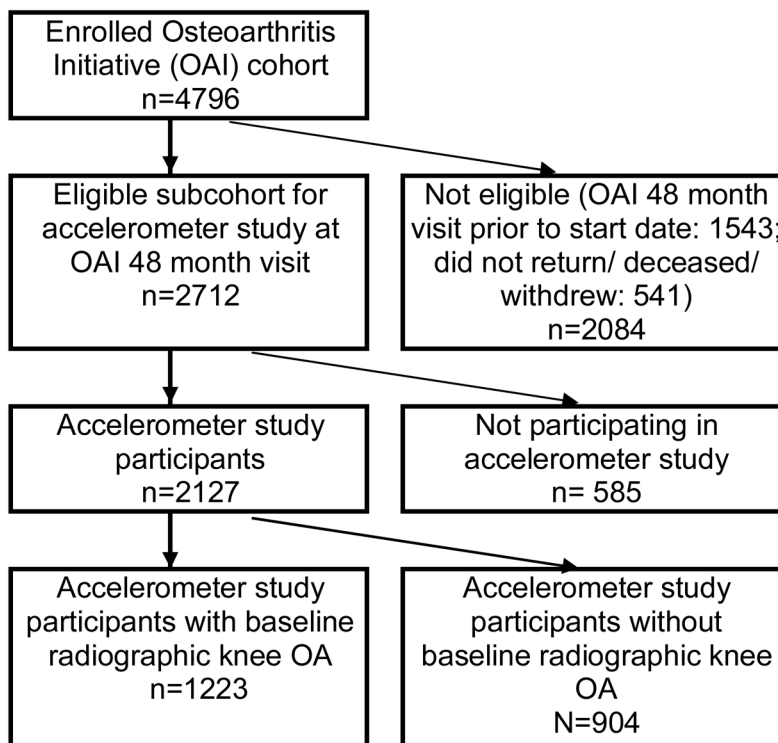 Enrolled Osteoarthritis
Initiative (OAI) cohort
n=4796
Eligible subcohort for
accelerometer study at
OAI 48 month visit
n=2712
Not eligible (OAI 48 month
visit prior to start date: 1543;
did not return/ deceased/
withdrew: 541)
n=2084
Accelerometer study
participants
n=2127
Not participating in
accelerometer study
n= 585
Accelerometer study
participants with baseline
radiographic knee OA
n=1223
Accelerometer study
participants without
baseline radiographic knee
OA
N=904